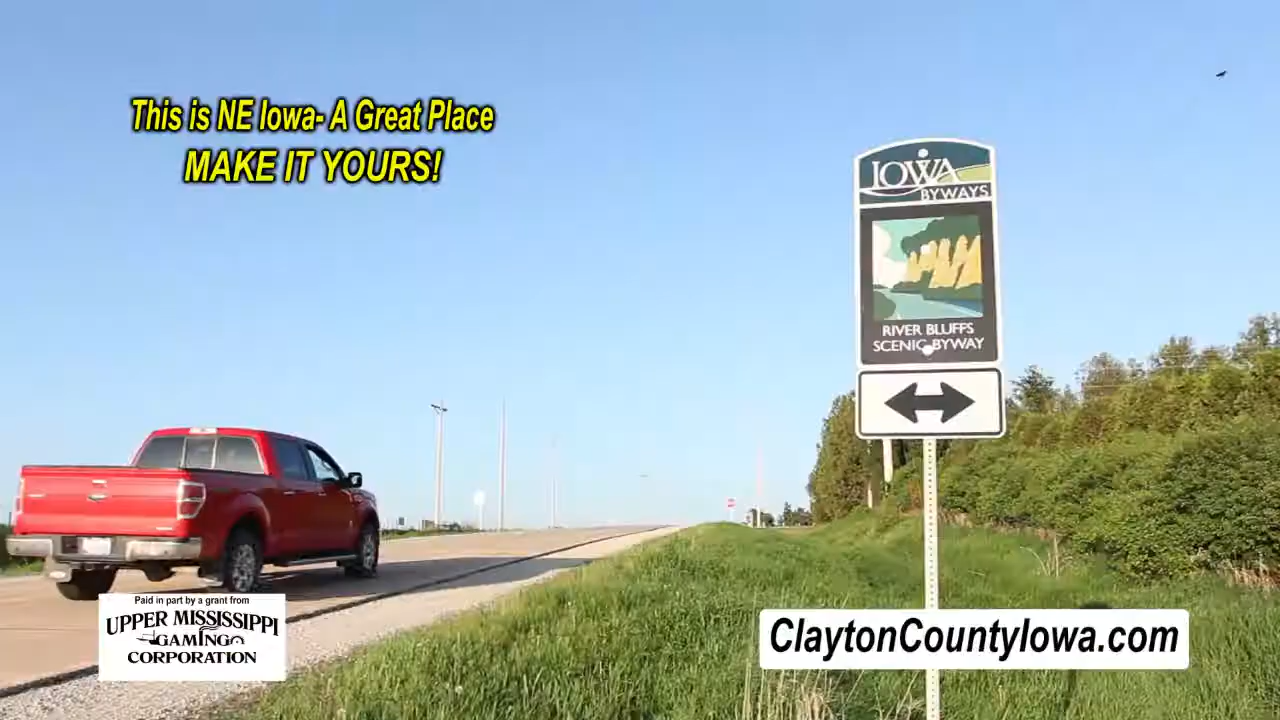 This is NE Iowa- A Great Place
MAKE IT YOURS!
IOWA
BYWAYS
RIVER BLUFFS
SCENIC BYWAY
Paid in part by a grant from
UPPER MISSISSIPPI
GAMING
CORPORATION
ClaytonCountyIowa.com